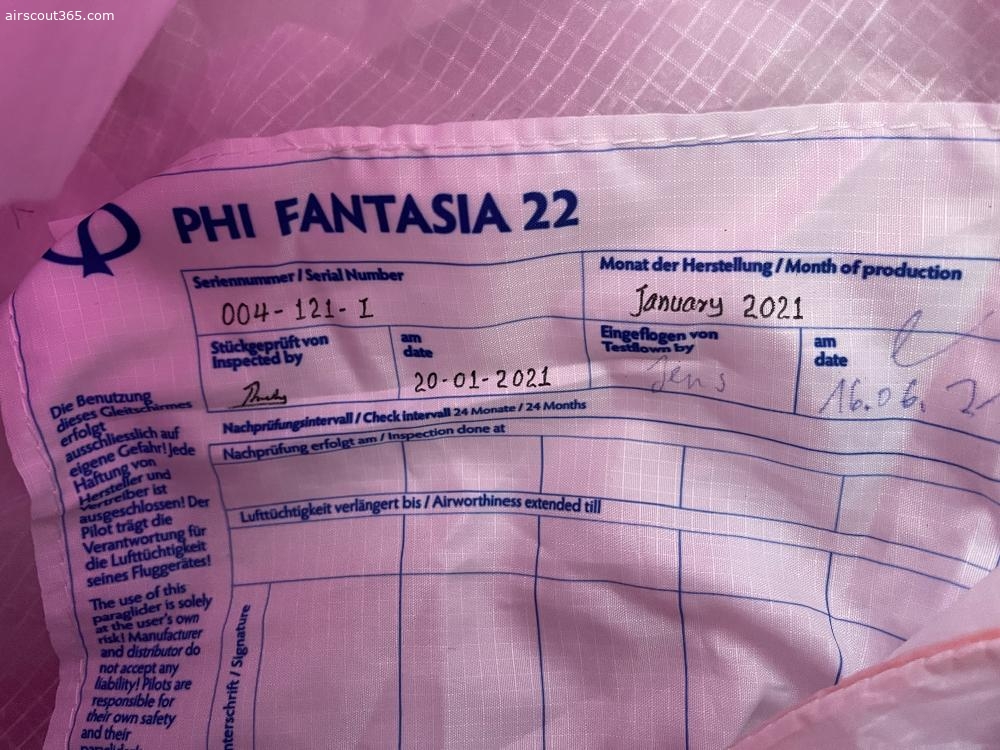 airscout365.com
PHI FANTASIA 22
Seriennummer / Serial Number
004-121-I
Monat der Herstellung / Month of production
January 2021
Stückgeprüft von
Inspected by
am
date
20-01-2021
Eingeflogen von
Testflown by
Jens
am
date
16.06.
Nachprüfungsintervall / Check intervall 24 Monate / 24 Months
Nachprüfung erfolgt am / Inspection done at
Lufttüchtigkeit verlängert bis / Airworthiness extended till
nterschrift / Signature
Die Benutzung
dieses Gleitschirmes
erfolgt
ausschliesslich auf
eigene Gefahr! Jede
Haftung von
Hersteller und
Vertreiber ist
ausgeschlossen! Der
Pilot trägt die
Verantwortung für
die Lufttüchtigkeit
seines Fluggerätes!
The use of this
paraglider is solely
at the user's own
risk! Manufacturer
and distributor do
not accept any
liability! Pilots are
responsible for
their own safety
and their